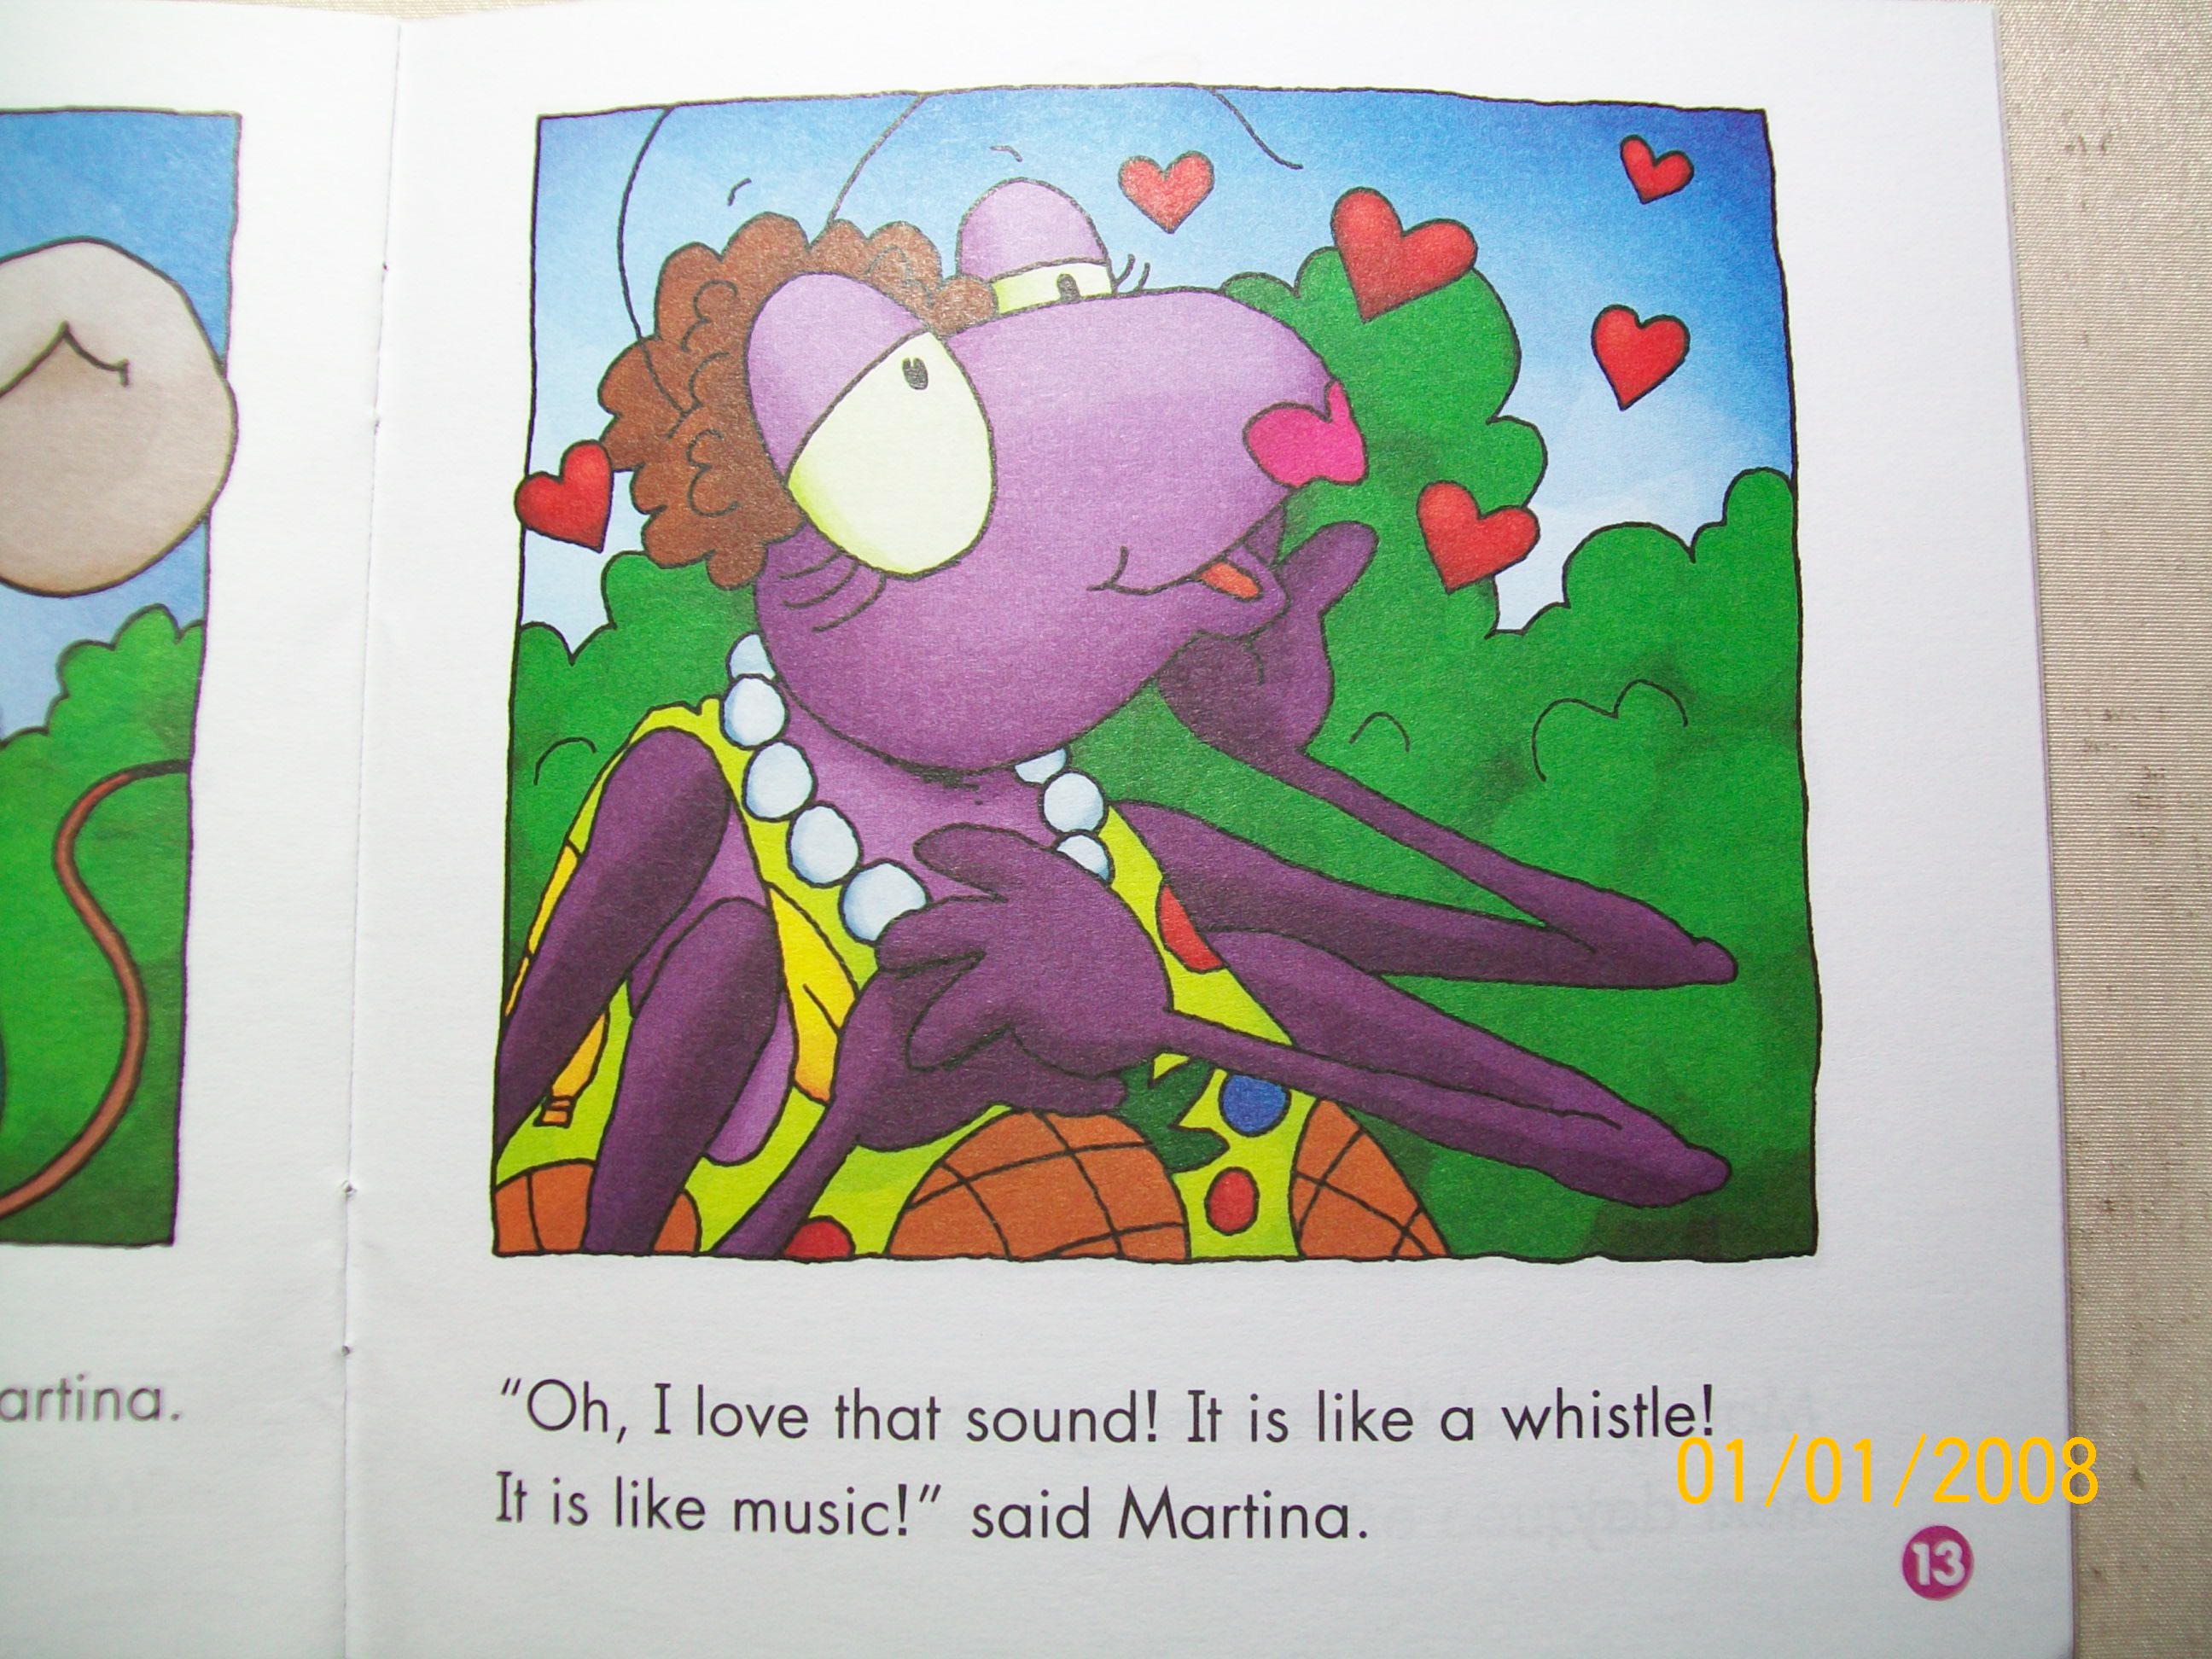 artina.
“Oh, I love that sound! It is like a whistle!
It is like music!” said Martina.
01/01/2008
13